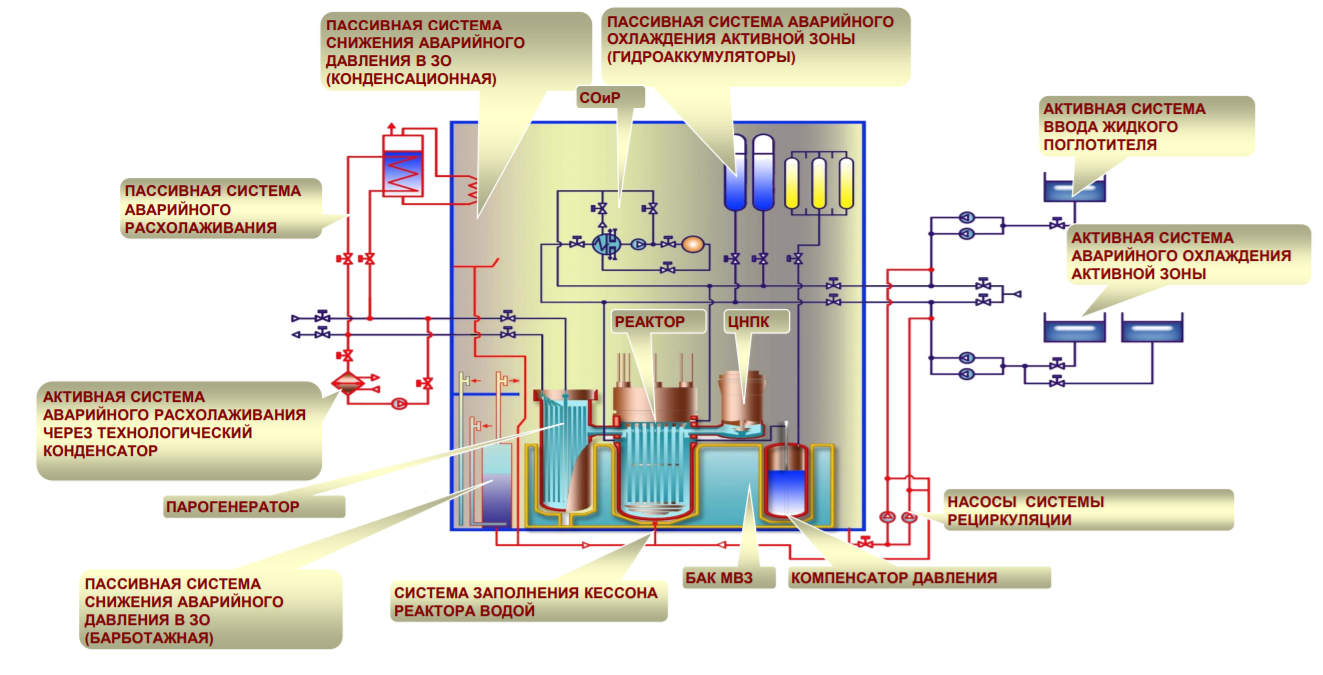 ПАССИВНАЯ СИСТЕМА
СНИЖЕНИЯ АВАРИЙНОГО
ДАВЛЕНИЯ В ЗО
(КОНДЕНСАЦИОННАЯ)
ПАССИВНАЯ СИСТЕМА АВАРИЙНОГО
ОХЛАЖДЕНИЯ АКТИВНОЙ ЗОНЫ
(ГИДРОАККУМУЛЯТОРЫ)
СОиР
АКТИВНАЯ СИСТЕМА
ВВОДА ЖИДКОГО
ПОГЛОТИТЕЛЯ
ПАССИВНАЯ СИСТЕМА
АВАРИЙНОГО
РАСХОЛАЖИВАНИЯ
АКТИВНАЯ СИСТЕМА
АВАРИЙНОГО ОХЛАЖДЕНИЯ
АКТИВНОЙ ЗОНЫ
РЕАКТОР
ЦНПК
АКТИВНАЯ СИСТЕМА
АВАРИЙНОГО РАСХОЛАЖИВАНИЯ
ЧЕРЕЗ ТЕХНОЛОГИЧЕСКИЙ
КОНДЕНСАТОР
ПАРОГЕНЕРАТОР
НАСОСЫ СИСТЕМЫ
РЕЦИРКУЛЯЦИИ
ПАССИВНАЯ СИСТЕМА
СНИЖЕНИЯ АВАРИЙНОГО
ДАВЛЕНИЯ В ЗО
(БАРБОТАЖНАЯ)
СИСТЕМА ЗАПОЛНЕНИЯ КЕССОНА
РЕАКТОРА ВОДОЙ
БАК МВЗ
КОМПЕНСАТОР ДАВЛЕНИЯ